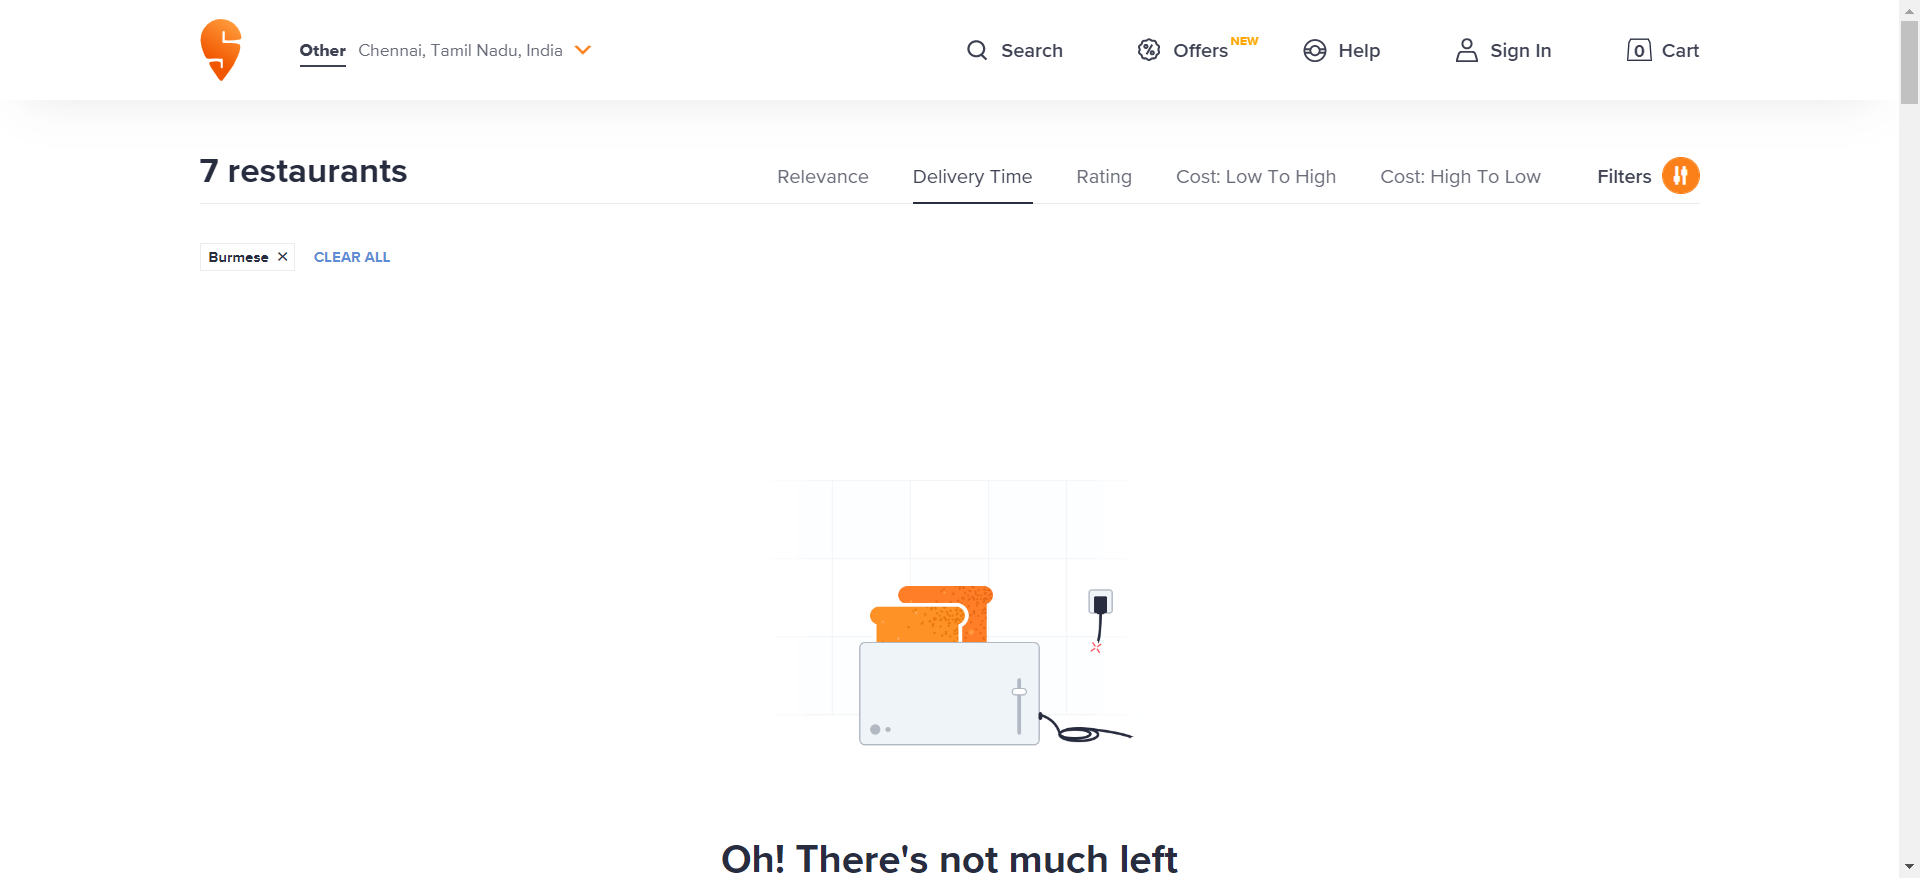 Other Chennai, Tamil Nadu, India Search Offers NEW Help Sign In 0 Cart
7 restaurants Relevance Delivery Time Rating Cost: Low To High Cost: High To Low Filters
Burmese ✕ CLEAR ALL
Oh! There's not much left